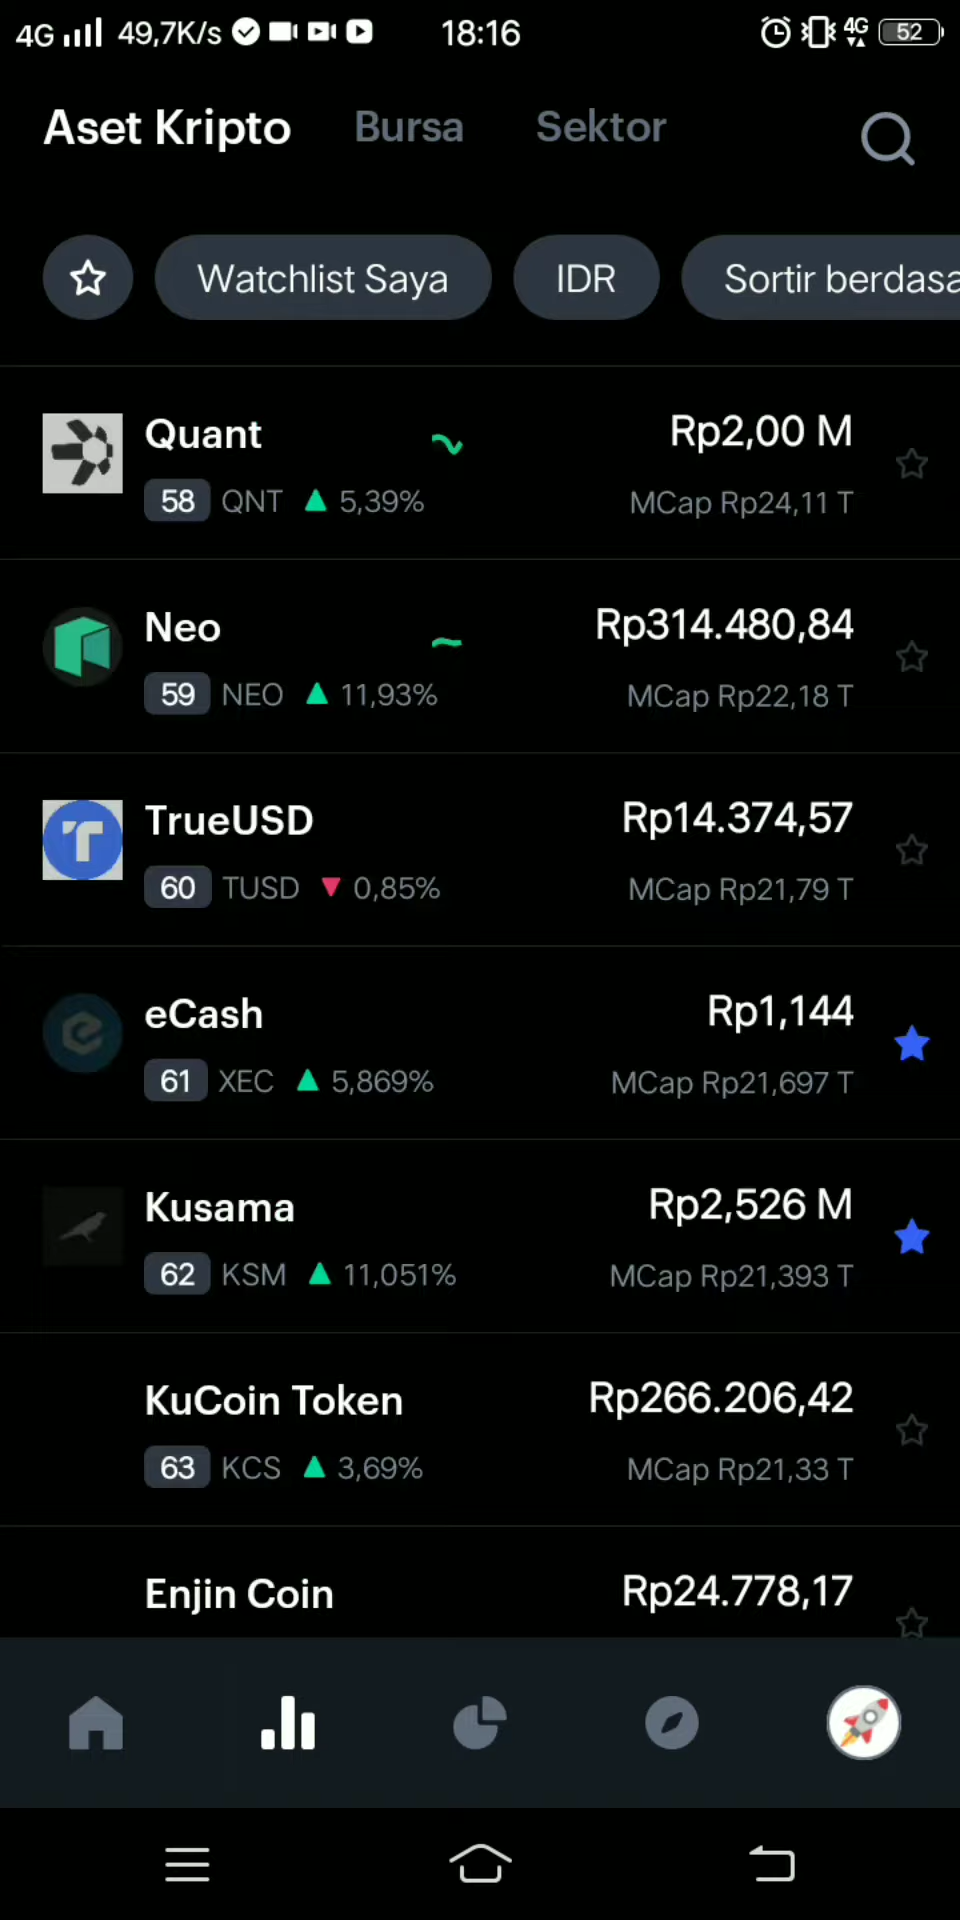 4G 49,7K/s 18:16 4G 52
Aset Kripto Bursa Sektor
Watchlist Saya IDR Sortir berdasa
Quant Rp2,00 M
58 QNT 5,39% MCap Rp24,11 T
Neo Rp314.480,84
59 NEO 11,93% MCap Rp22,18 T
TrueUSD Rp14.374,57
60 TUSD 0,85% MCap Rp21,79 T
eCash Rp1,144
61 XEC 5,869% MCap Rp21,697 T
Kusama Rp2,526 M
62 KSM 11,051% MCap Rp21,393 T
KuCoin Token Rp266.206,42
63 KCS 3,69% MCap Rp21,33 T
Enjin Coin Rp24.778,17